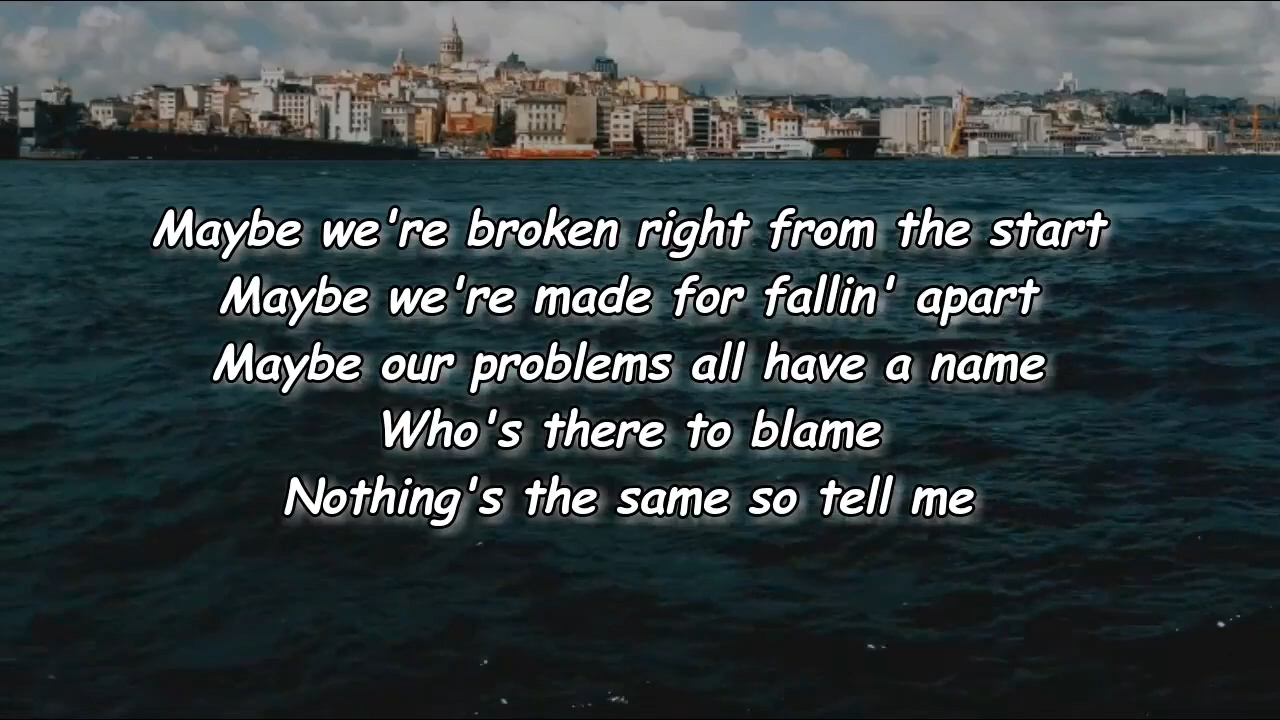 Maybe we're broken right from the start
Maybe we're made for fallin' apart
Maybe our problems all have a name
Who's there to blame
Nothing's the same so tell me